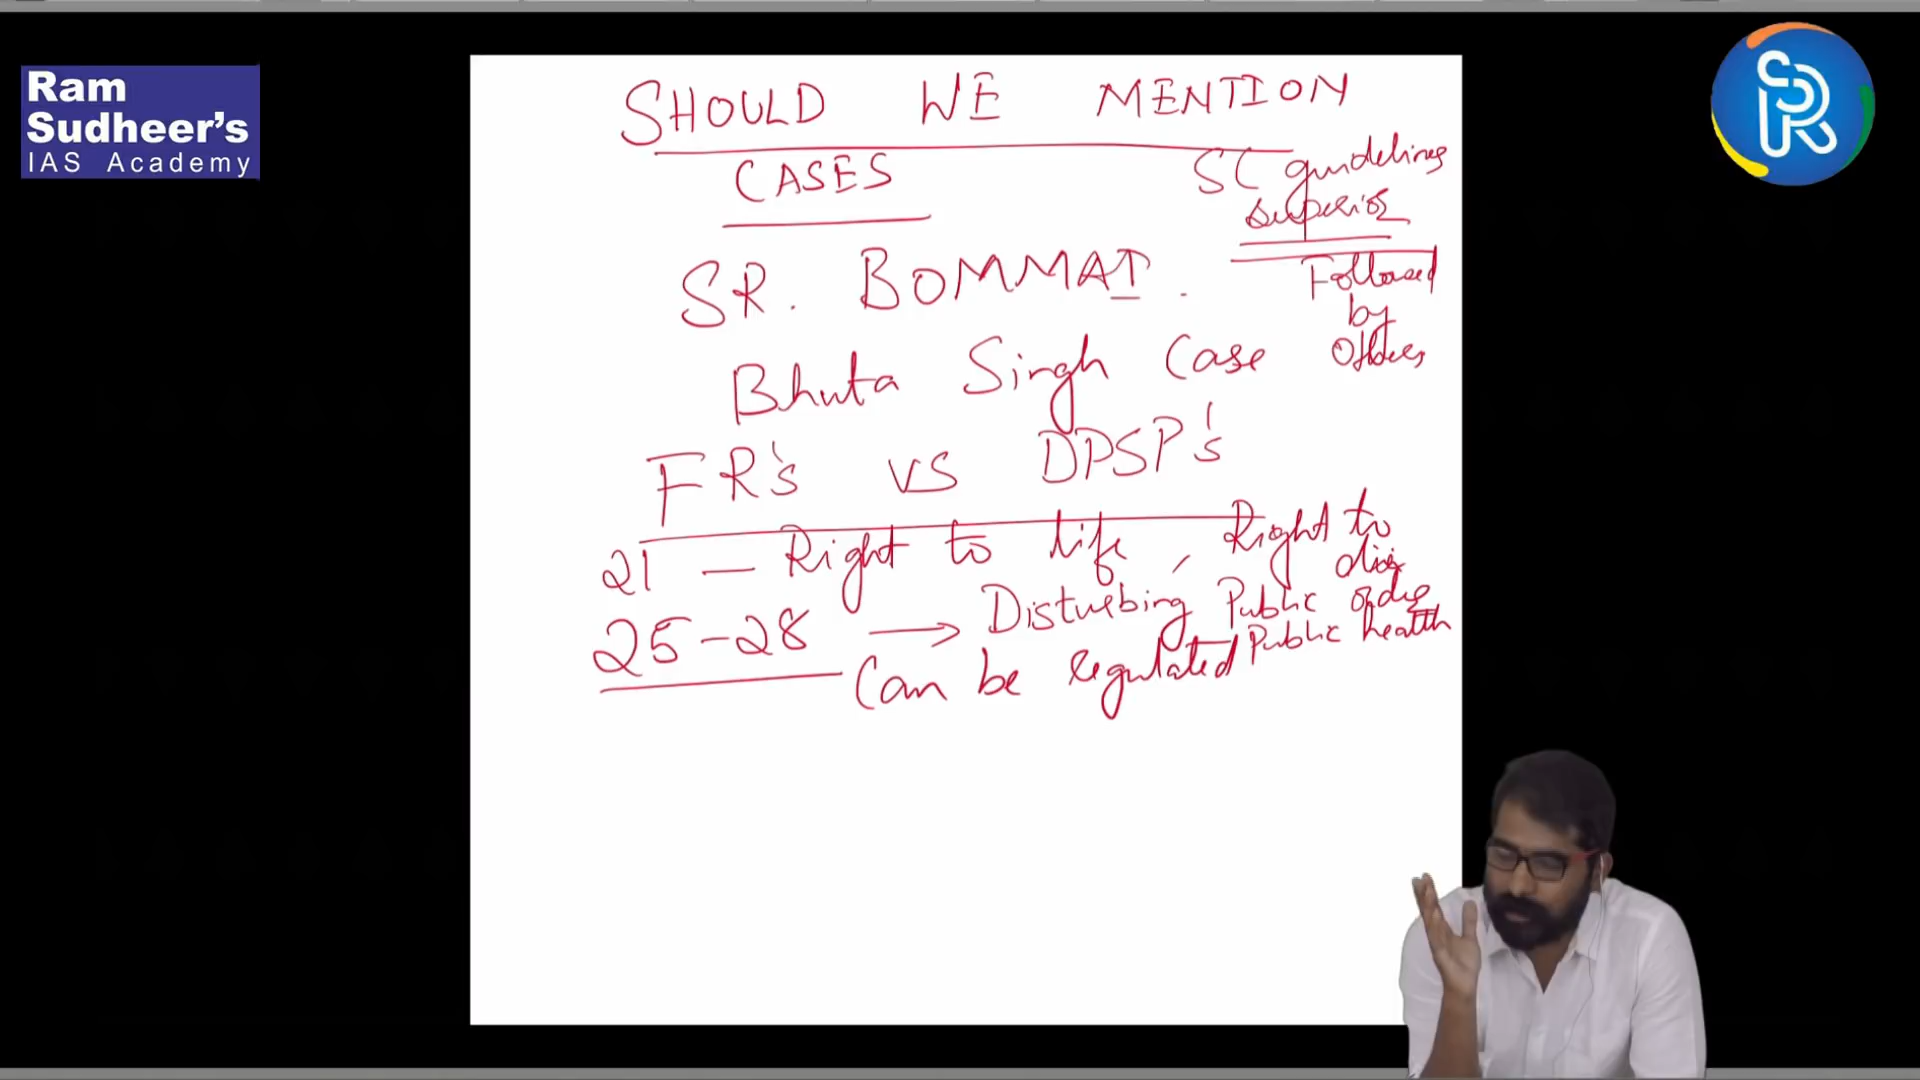 Ram
Sudheer's
IAS Academy
SHOULD WE MENTION
CASES
SC guidelines
superior
Followed
by
Others
SR. BOMMAI.
Bhuta Singh Case
FR's VS DPSP's
21 — Right to life, Right to
die
25-28 → Disturbing Public order
Public health
Can be regulated